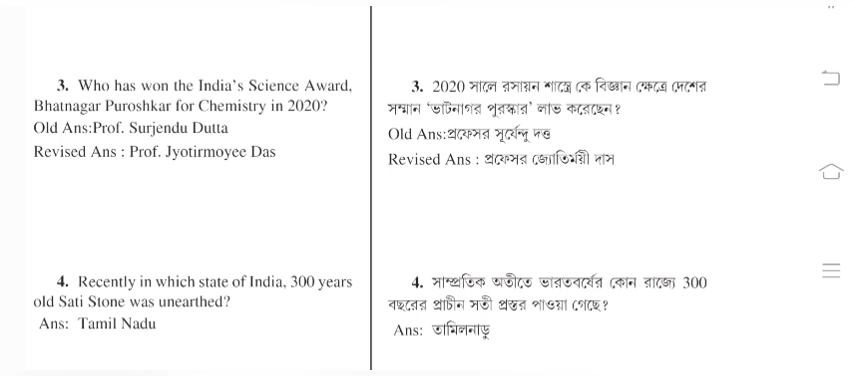 3. Who has won the India's Science Award,
Bhatnagar Puroshkar for Chemistry in 2020?
Old Ans:Prof. Surjendu Dutta
Revised Ans : Prof. Jyotirmoyee Das
4. Recently in which state of India, 300 years
old Sati Stone was unearthed?
Ans: Tamil Nadu
3. 2020 সালে রসায়ন শাস্ত্রে কে বিজ্ঞান ক্ষেত্রে দেশের
সম্মান ‘ভাটনাগর পুরস্কার’ লাভ করেছেন?
Old Ans:প্রফেসর সূর্যেন্দু দত্ত
Revised Ans : প্রফেসর জ্যোতির্ময়ী দাস
4. সাম্প্রতিক অতীতে ভারতবর্ষের কোন রাজ্যে 300
বছরের প্রাচীন সতী প্রস্তর পাওয়া গেছে?
Ans: তামিলনাড়ু